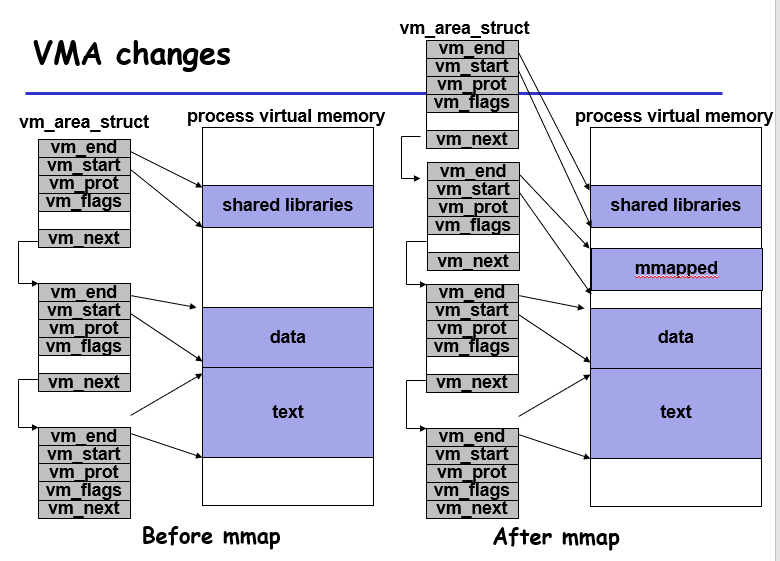 VMA changes
vm_area_struct
vm_end
vm_start
vm_prot
vm_flags
vm_next
vm_end
vm_start
vm_prot
vm_flags
vm_next
vm_end
vm_start
vm_prot
vm_flags
vm_next
process virtual memory
shared libraries
data
text
Before mmap
vm_area_struct
vm_end
vm_start
vm_prot
vm_flags
vm_next
vm_end
vm_start
vm_prot
vm_flags
vm_next
vm_end
vm_start
vm_prot
vm_flags
vm_next
vm_end
vm_start
vm_prot
vm_flags
vm_next
process virtual memory
shared libraries
mmapped
data
text
After mmap